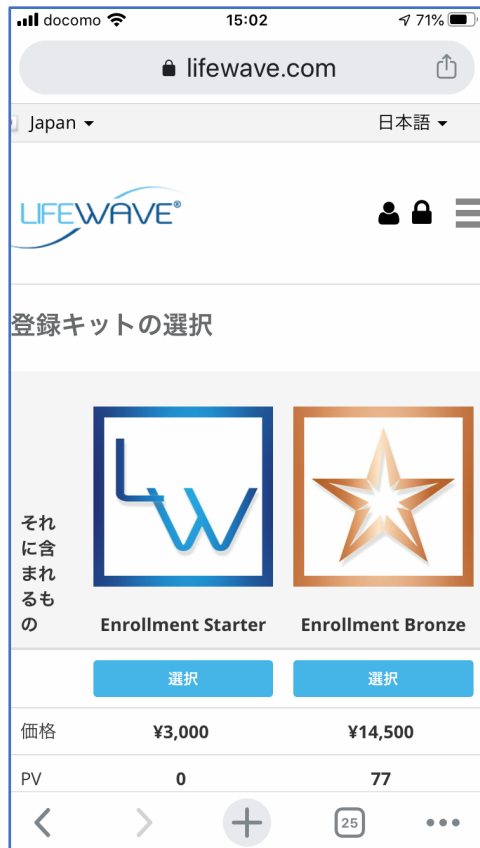 docomo 15:02 71%
lifewave.com
Japan 日本語
LIFEWAVE®
登録キットの選択
LW
それ
に含
まれ
るも
の
Enrollment Starter Enrollment Bronze
選択 選択
価格 ¥3,000 ¥14,500
PV 0 77
25